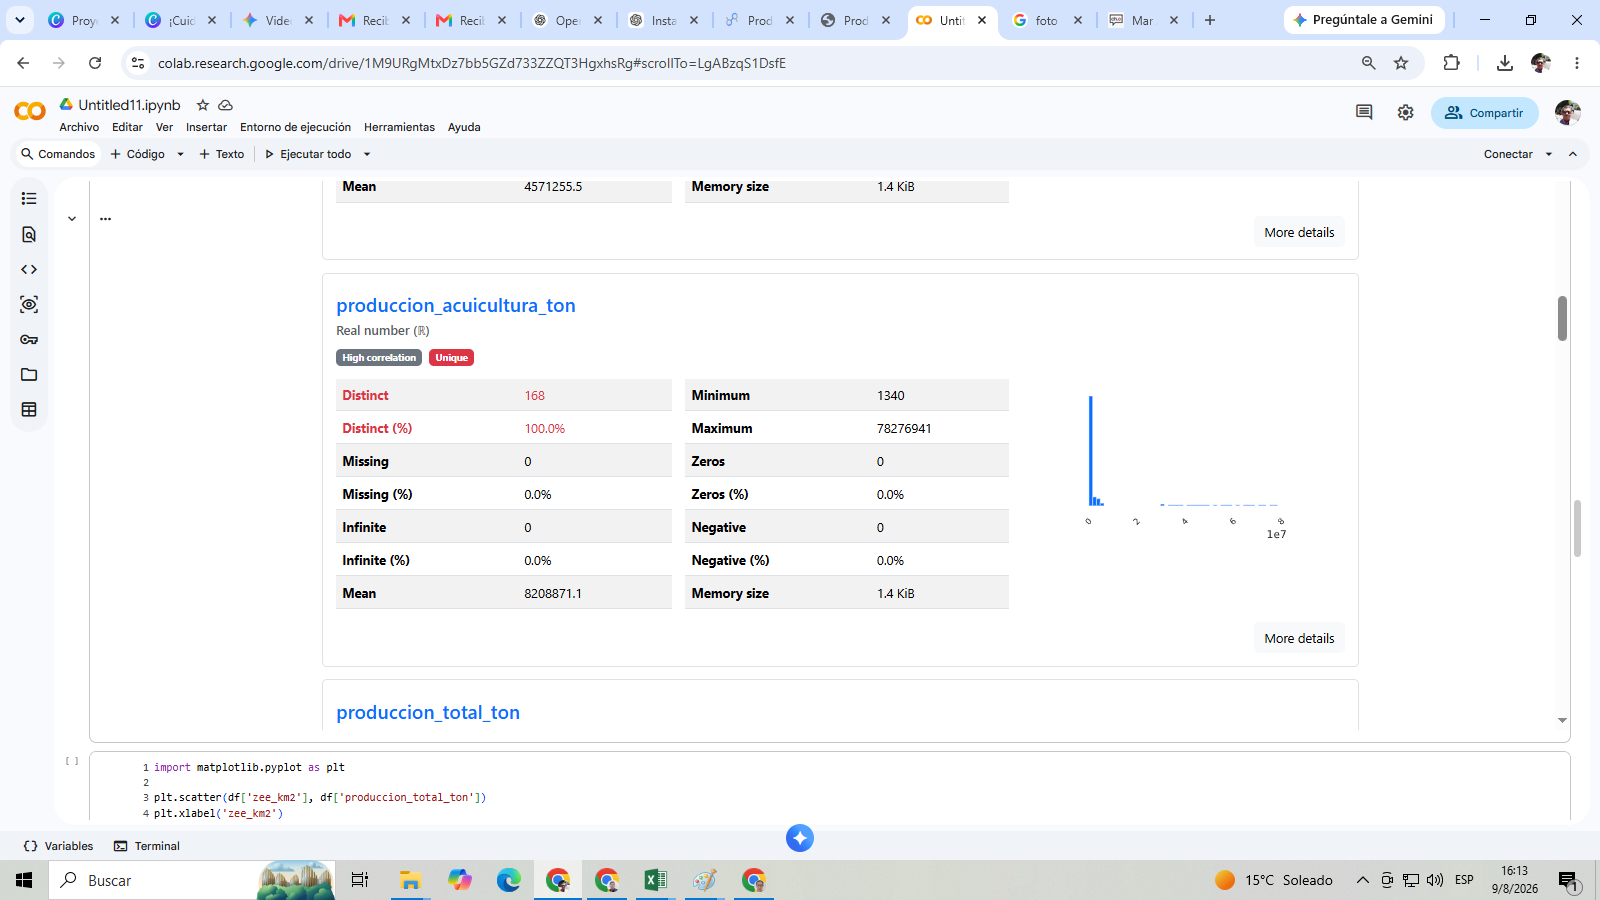 Proye
¡Cuid
Vide
Recib
Recib
Ope
Insta
Prod
Prod
Untit
foto
Mar
Pregúntale a Gemini
colab.research.google.com/drive/1M9URgMtxDz7bb5GZd733ZZQT3HgxhsRg#scrollTo=LgABzqS1DsfE
Untitled11.ipynb
Archivo Editar Ver Insertar Entorno de ejecución Herramientas Ayuda
Compartir
Comandos + Código + Texto Ejecutar todo
Conectar
Mean 4571255.5 Memory size 1.4 KiB
More details
produccion_acuicultura_ton
Real number (ℝ)
High correlation Unique
Distinct 168 Minimum 1340
Distinct (%) 100.0% Maximum 78276941
Missing 0 Zeros 0
Missing (%) 0.0% Zeros (%) 0.0%
Infinite 0 Negative 0
Infinite (%) 0.0% Negative (%) 0.0%
Mean 8208871.1 Memory size 1.4 KiB
0 2 4 6 8
1e7
More details
produccion_total_ton
[ ]
1 import matplotlib.pyplot as plt
2
3 plt.scatter(df['zee_km2'], df['produccion_total_ton'])
4 plt.xlabel('zee_km2')
Variables Terminal
Buscar
15°C Soleado
ESP
16:13
9/8/2026
1